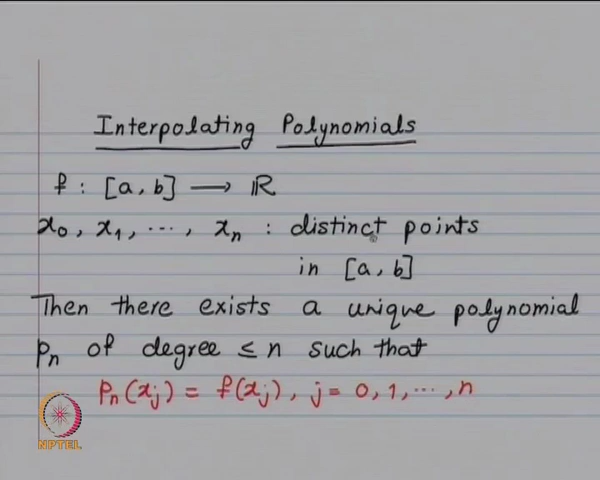 Interpolating Polynomials
f : [a, b] ⟶ ℝ
x₀, x₁, ⋯, xₙ : distinct points
in [a, b]
Then there exists a unique polynomial
pₙ of degree ≤ n such that
pₙ(xⱼ) = f(xⱼ), j = 0, 1, ⋯, n
NPTEL